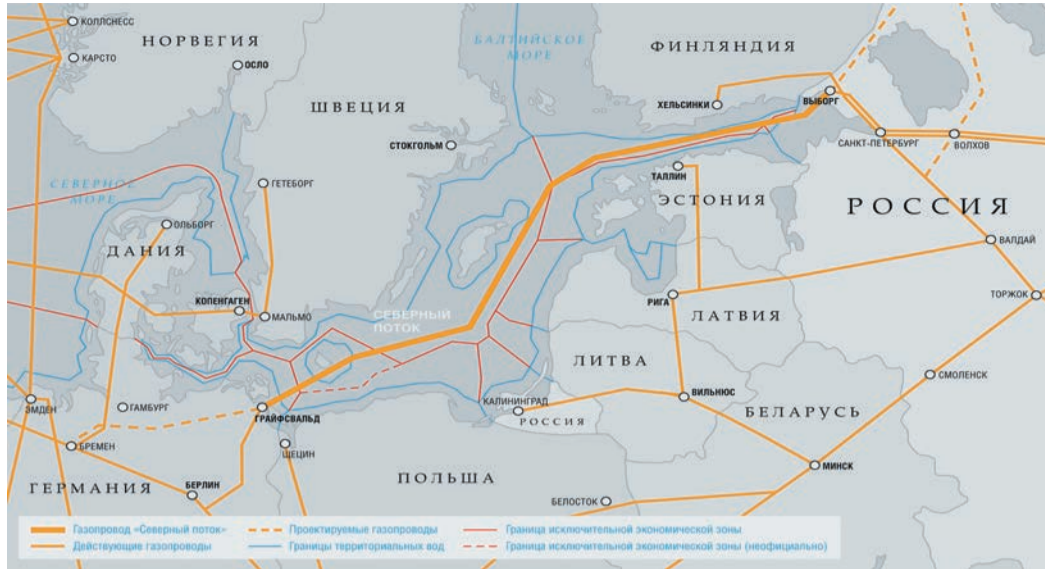 КОЛЛСНЕСС
НОРВЕГИЯ
КАРСТО
ОСЛО
БАЛТИЙСКОЕ
МОРЕ
ФИНЛЯНДИЯ
ШВЕЦИЯ
ХЕЛЬСИНКИ
ВЫБОРГ
СТОКГОЛЬМ
САНКТ-ПЕТЕРБУРГ
ВОЛХОВ
ТАЛЛИН
СЕВЕРНОЕ
МОРЕ
ГЕТЕБОРГ
ЭСТОНИЯ
РОССИЯ
ОЛЬБОРГ
ДАНИЯ
ВАЛДАЙ
КОПЕНГАГЕН
МАЛЬМО
СЕВЕРНЫЙ
ПОТОК
РИГА
ТОРЖОК
ЛАТВИЯ
ЛИТВА
СМОЛЕНСК
ЭМДЕН
ГАМБУРГ
ГРАЙФСВАЛЬД
КАЛИНИНГРАД
РОССИЯ
ВИЛЬНЮС
БЕЛАРУСЬ
БРЕМЕН
ЩЕЦИН
МИНСК
ГЕРМАНИЯ
БЕРЛИН
ПОЛЬША
БЕЛОСТОК
Газопровод «Северный поток»
Действующие газопроводы
Проектируемые газопроводы
Границы территориальных вод
Граница исключительной экономической зоны
Граница исключительной экономической зоны (неофициально)